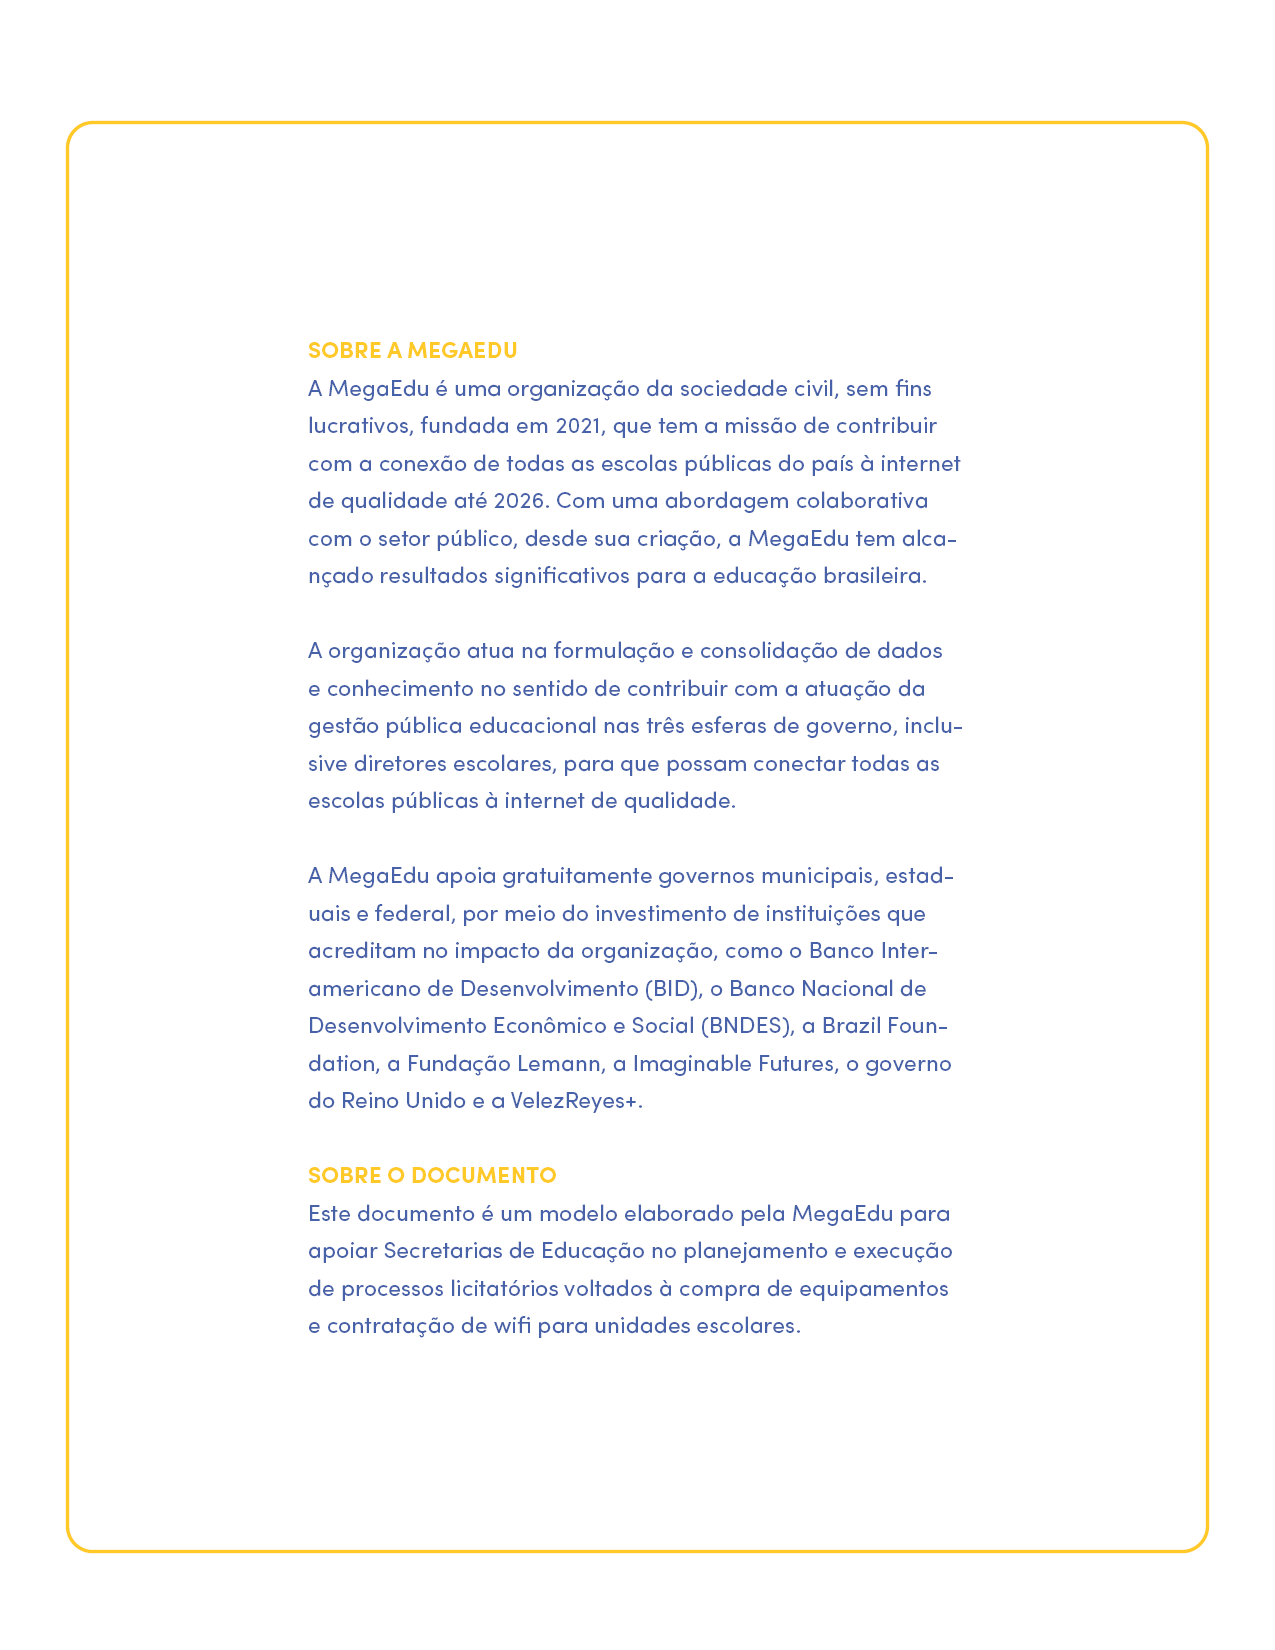 SOBRE A MEGAEDU
A MegaEdu é uma organização da sociedade civil, sem fins
lucrativos, fundada em 2021, que tem a missão de contribuir
com a conexão de todas as escolas públicas do país à internet
de qualidade até 2026. Com uma abordagem colaborativa
com o setor público, desde sua criação, a MegaEdu tem alca-
nçado resultados significativos para a educação brasileira.
A organização atua na formulação e consolidação de dados
e conhecimento no sentido de contribuir com a atuação da
gestão pública educacional nas três esferas de governo, inclu-
sive diretores escolares, para que possam conectar todas as
escolas públicas à internet de qualidade.
A MegaEdu apoia gratuitamente governos municipais, estad-
uais e federal, por meio do investimento de instituições que
acreditam no impacto da organização, como o Banco Inter-
americano de Desenvolvimento (BID), o Banco Nacional de
Desenvolvimento Econômico e Social (BNDES), a Brazil Foun-
dation, a Fundação Lemann, a Imaginable Futures, o governo
do Reino Unido e a VelezReyes+.
SOBRE O DOCUMENTO
Este documento é um modelo elaborado pela MegaEdu para
apoiar Secretarias de Educação no planejamento e execução
de processos licitatórios voltados à compra de equipamentos
e contratação de wifi para unidades escolares.